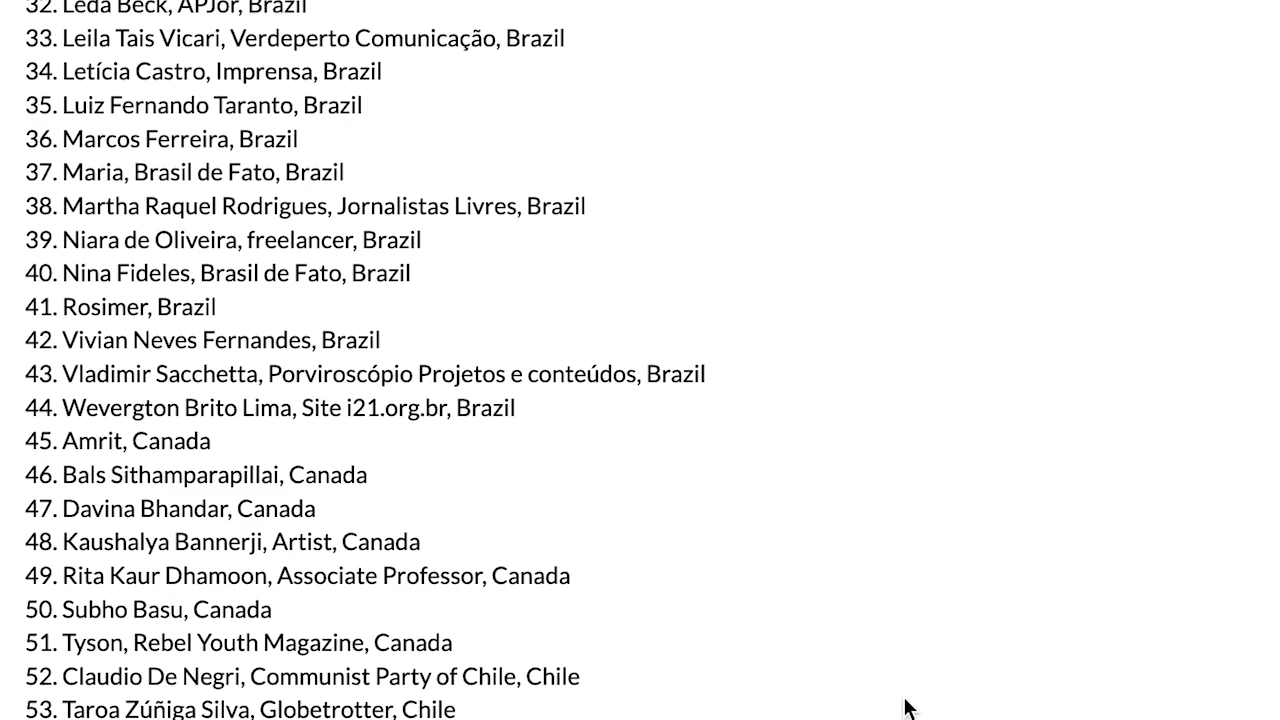 32. Leda Beck, APJor, Brazil
33. Leila Tais Vicari, Verdeperto Comunicação, Brazil
34. Letícia Castro, Imprensa, Brazil
35. Luiz Fernando Taranto, Brazil
36. Marcos Ferreira, Brazil
37. Maria, Brasil de Fato, Brazil
38. Martha Raquel Rodrigues, Jornalistas Livres, Brazil
39. Niara de Oliveira, freelancer, Brazil
40. Nina Fideles, Brasil de Fato, Brazil
41. Rosimer, Brazil
42. Vivian Neves Fernandes, Brazil
43. Vladimir Sacchetta, Porviroscópio Projetos e conteúdos, Brazil
44. Wevergton Brito Lima, Site i21.org.br, Brazil
45. Amrit, Canada
46. Bals Sithamparapillai, Canada
47. Davina Bhandar, Canada
48. Kaushalya Bannerji, Artist, Canada
49. Rita Kaur Dhamoon, Associate Professor, Canada
50. Subho Basu, Canada
51. Tyson, Rebel Youth Magazine, Canada
52. Claudio De Negri, Communist Party of Chile, Chile
53. Taroa Zúñiga Silva, Globetrotter, Chile